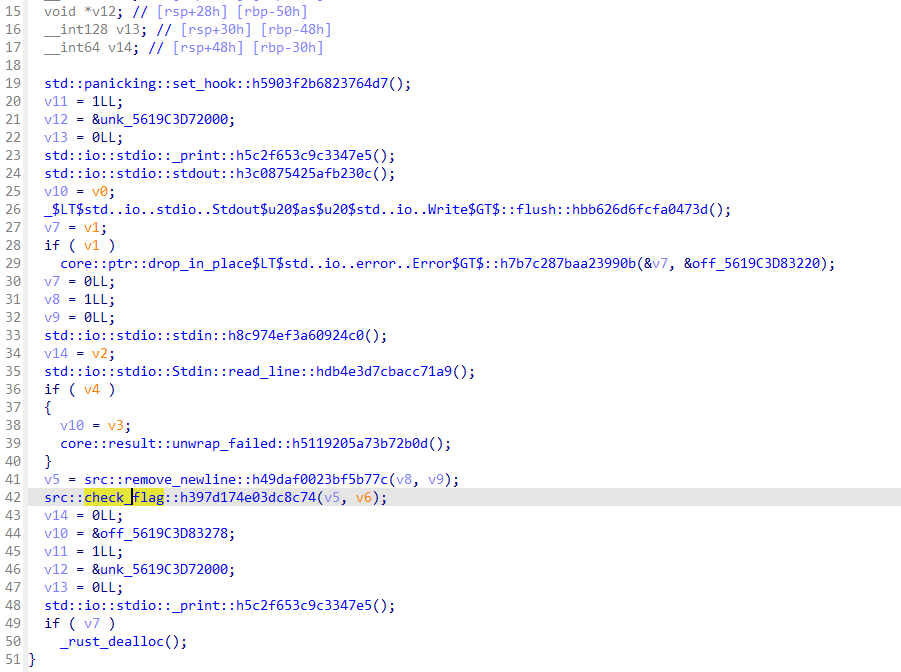 15 void *v12; // [rsp+28h] [rbp-50h]
16 __int128 v13; // [rsp+30h] [rbp-48h]
17 __int64 v14; // [rsp+48h] [rbp-30h]
18
19 std::panicking::set_hook::h5903f2b6823764d7();
20 v11 = 1LL;
21 v12 = &unk_5619C3D72000;
22 v13 = 0LL;
23 std::io::stdio::_print::h5c2f653c9c3347e5();
24 std::io::stdio::stdout::h3c0875425afb230c();
25 v10 = v0;
26 _$LT$std..io..stdio..Stdout$u20$as$u20$std..io..Write$GT$::flush::hbb626d6fcfa0473d();
27 v7 = v1;
28 if ( v1 )
29 core::ptr::drop_in_place$LT$std..io..error..Error$GT$::h7b7c287baa23990b(&v7, &off_5619C3D83220);
30 v7 = 0LL;
31 v8 = 1LL;
32 v9 = 0LL;
33 std::io::stdio::stdin::h8c974ef3a60924c0();
34 v14 = v2;
35 std::io::stdio::Stdin::read_line::hdb4e3d7cbacc71a9();
36 if ( v4 )
37 {
38 v10 = v3;
39 core::result::unwrap_failed::h5119205a73b72b0d();
40 }
41 v5 = src::remove_newline::h49daf0023bf5b77c(v8, v9);
42 src::check_flag::h397d174e03dc8c74(v5, v6);
43 v14 = 0LL;
44 v10 = &off_5619C3D83278;
45 v11 = 1LL;
46 v12 = &unk_5619C3D72000;
47 v13 = 0LL;
48 std::io::stdio::_print::h5c2f653c9c3347e5();
49 if ( v7 )
50 _rust_dealloc();
51 }